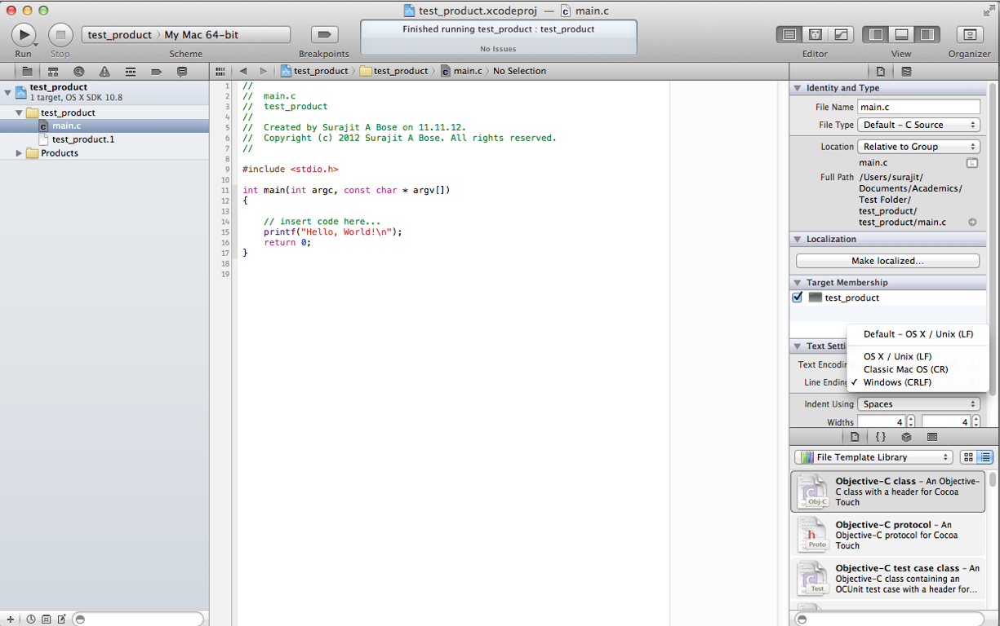 test_product.xcodeproj — c main.c
Run
Stop
test_product › My Mac 64-bit
Scheme
Breakpoints
Finished running test_product : test_product
No Issues
Editor
View
Organizer
test_product
1 target, OS X SDK 10.8
test_product
c main.c
test_product.1
Products
test_product › test_product › c main.c › No Selection
1 //
2 //  main.c
3 //  test_product
4 //
5 //  Created by Surajit A Bose on 11.11.12.
6 //  Copyright (c) 2012 Surajit A Bose. All rights reserved.
7 //
8
9 #include <stdio.h>
10
11 int main(int argc, const char * argv[])
12 {
13
14     // insert code here...
15     printf("Hello, World!\n");
16     return 0;
17 }
18
19
Identity and Type
File Name main.c
File Type Default - C Source
Location Relative to Group
main.c
Full Path /Users/surajit/
Documents/Academics/
Test Folder/
test_product/
test_product/main.c
Localization
Make localized...
Target Membership
test_product
Default - OS X / Unix (LF)
Text Setti
OS X / Unix (LF)
Text Encodin
Classic Mac OS (CR)
Line Ending ✓ Windows (CRLF)
Indent Using Spaces
Widths 4 4
{ }
File Template Library
Objective-C class - An Objective-
C class with a header for Cocoa
Touch
C
Obj-C
Objective-C protocol - An
Objective-C protocol for Cocoa
Touch
h
Proto
Objective-C test case class - An
Objective-C class containing an
OCUnit test case with a header for...
C
Test